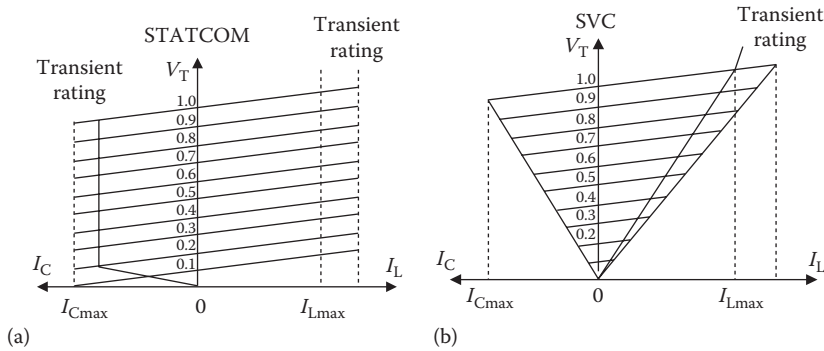 STATCOM
Transient
rating
V_T
Transient
rating
1.0
0.9
0.8
0.7
0.6
0.5
0.4
0.3
0.2
0.1
I_C
I_L
I_Cmax
0
I_Lmax
(a)
SVC
V_T
Transient
rating
1.0
0.9
0.8
0.7
0.6
0.5
0.4
0.3
0.2
I_C
I_L
I_Cmax
0
I_Lmax
(b)